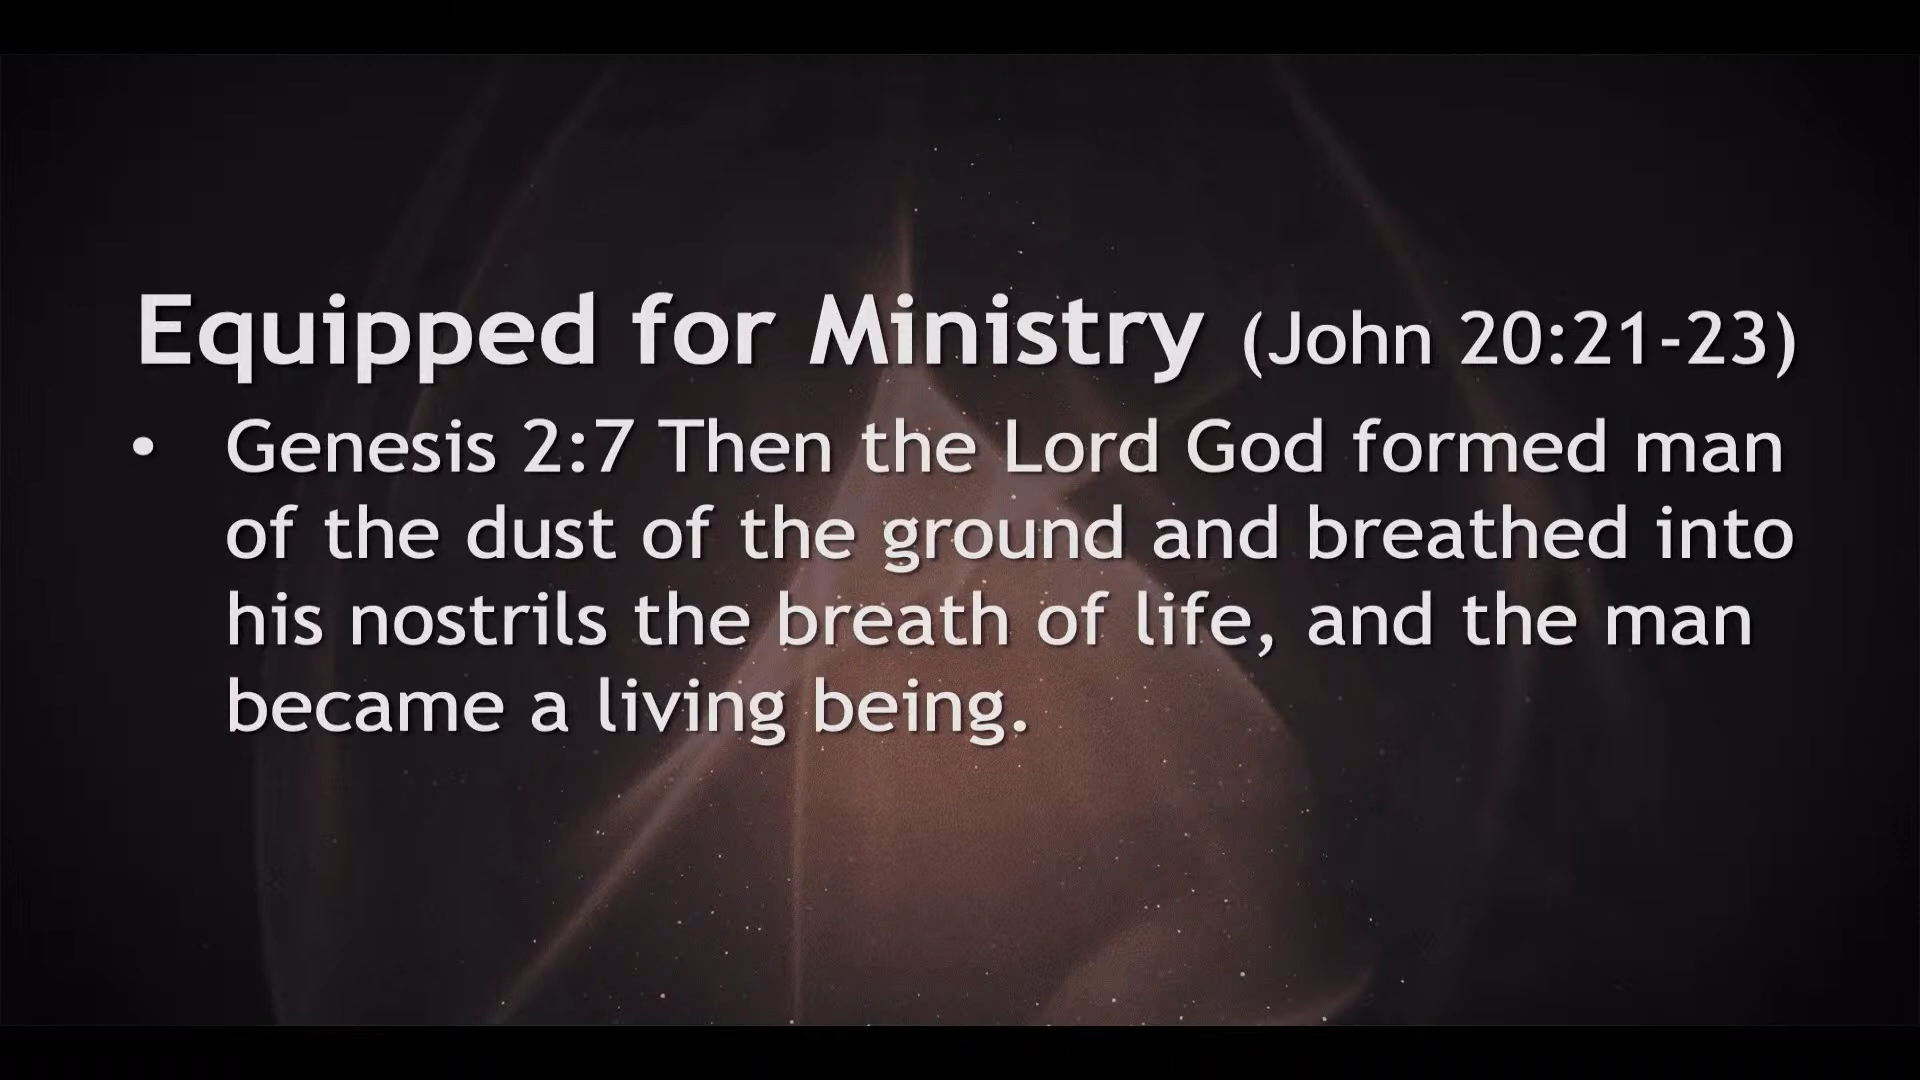 Equipped for Ministry (John 20:21-23)
• Genesis 2:7 Then the Lord God formed man
of the dust of the ground and breathed into
his nostrils the breath of life, and the man
became a living being.